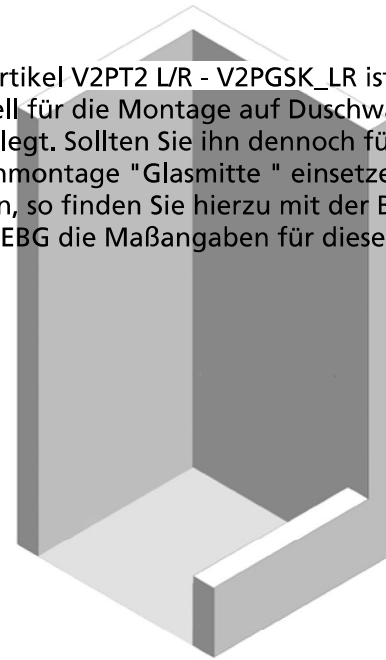 rtikel V2PT2 L/R - V2PGSK_LR ist
ell für die Montage auf Duschwa
legt. Sollten Sie ihn dennoch fü
nmontage "Glasmitte " einsetze
n, so finden Sie hierzu mit der E
EBG die Maßangaben für diese